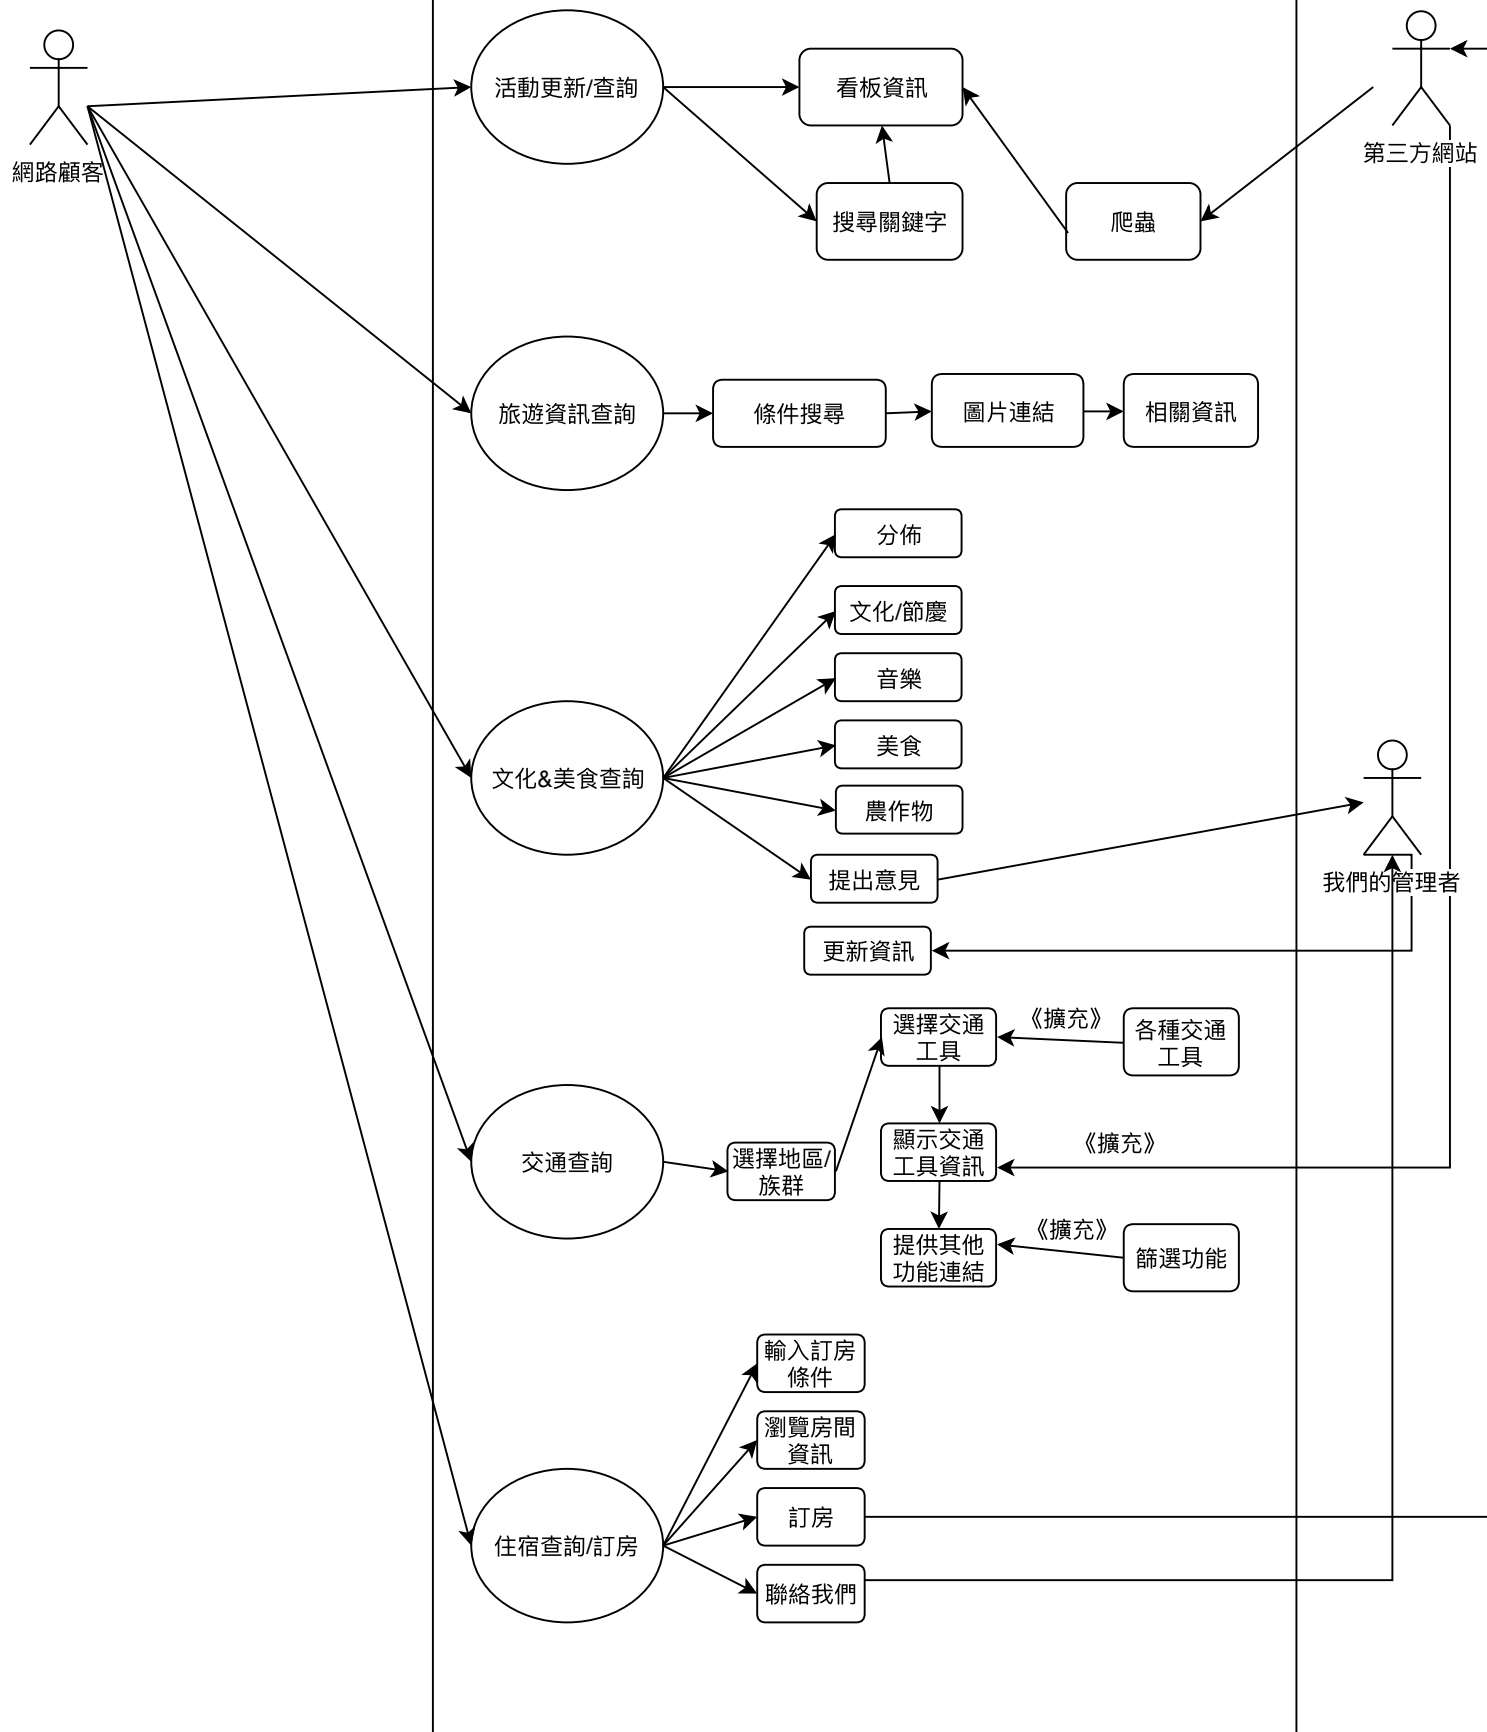 網路顧客
活動更新/查詢
看板資訊
第三方網站
搜尋關鍵字
爬蟲
旅遊資訊查詢
條件搜尋
圖片連結
相關資訊
分佈
文化/節慶
音樂
美食
文化&美食查詢
農作物
提出意見
我們的管理者
更新資訊
選擇交通
工具
《擴充》
各種交通
工具
顯示交通
工具資訊
《擴充》
交通查詢
選擇地區/
族群
提供其他
功能連結
《擴充》
篩選功能
輸入訂房
條件
瀏覽房間
資訊
訂房
住宿查詢/訂房
聯絡我們